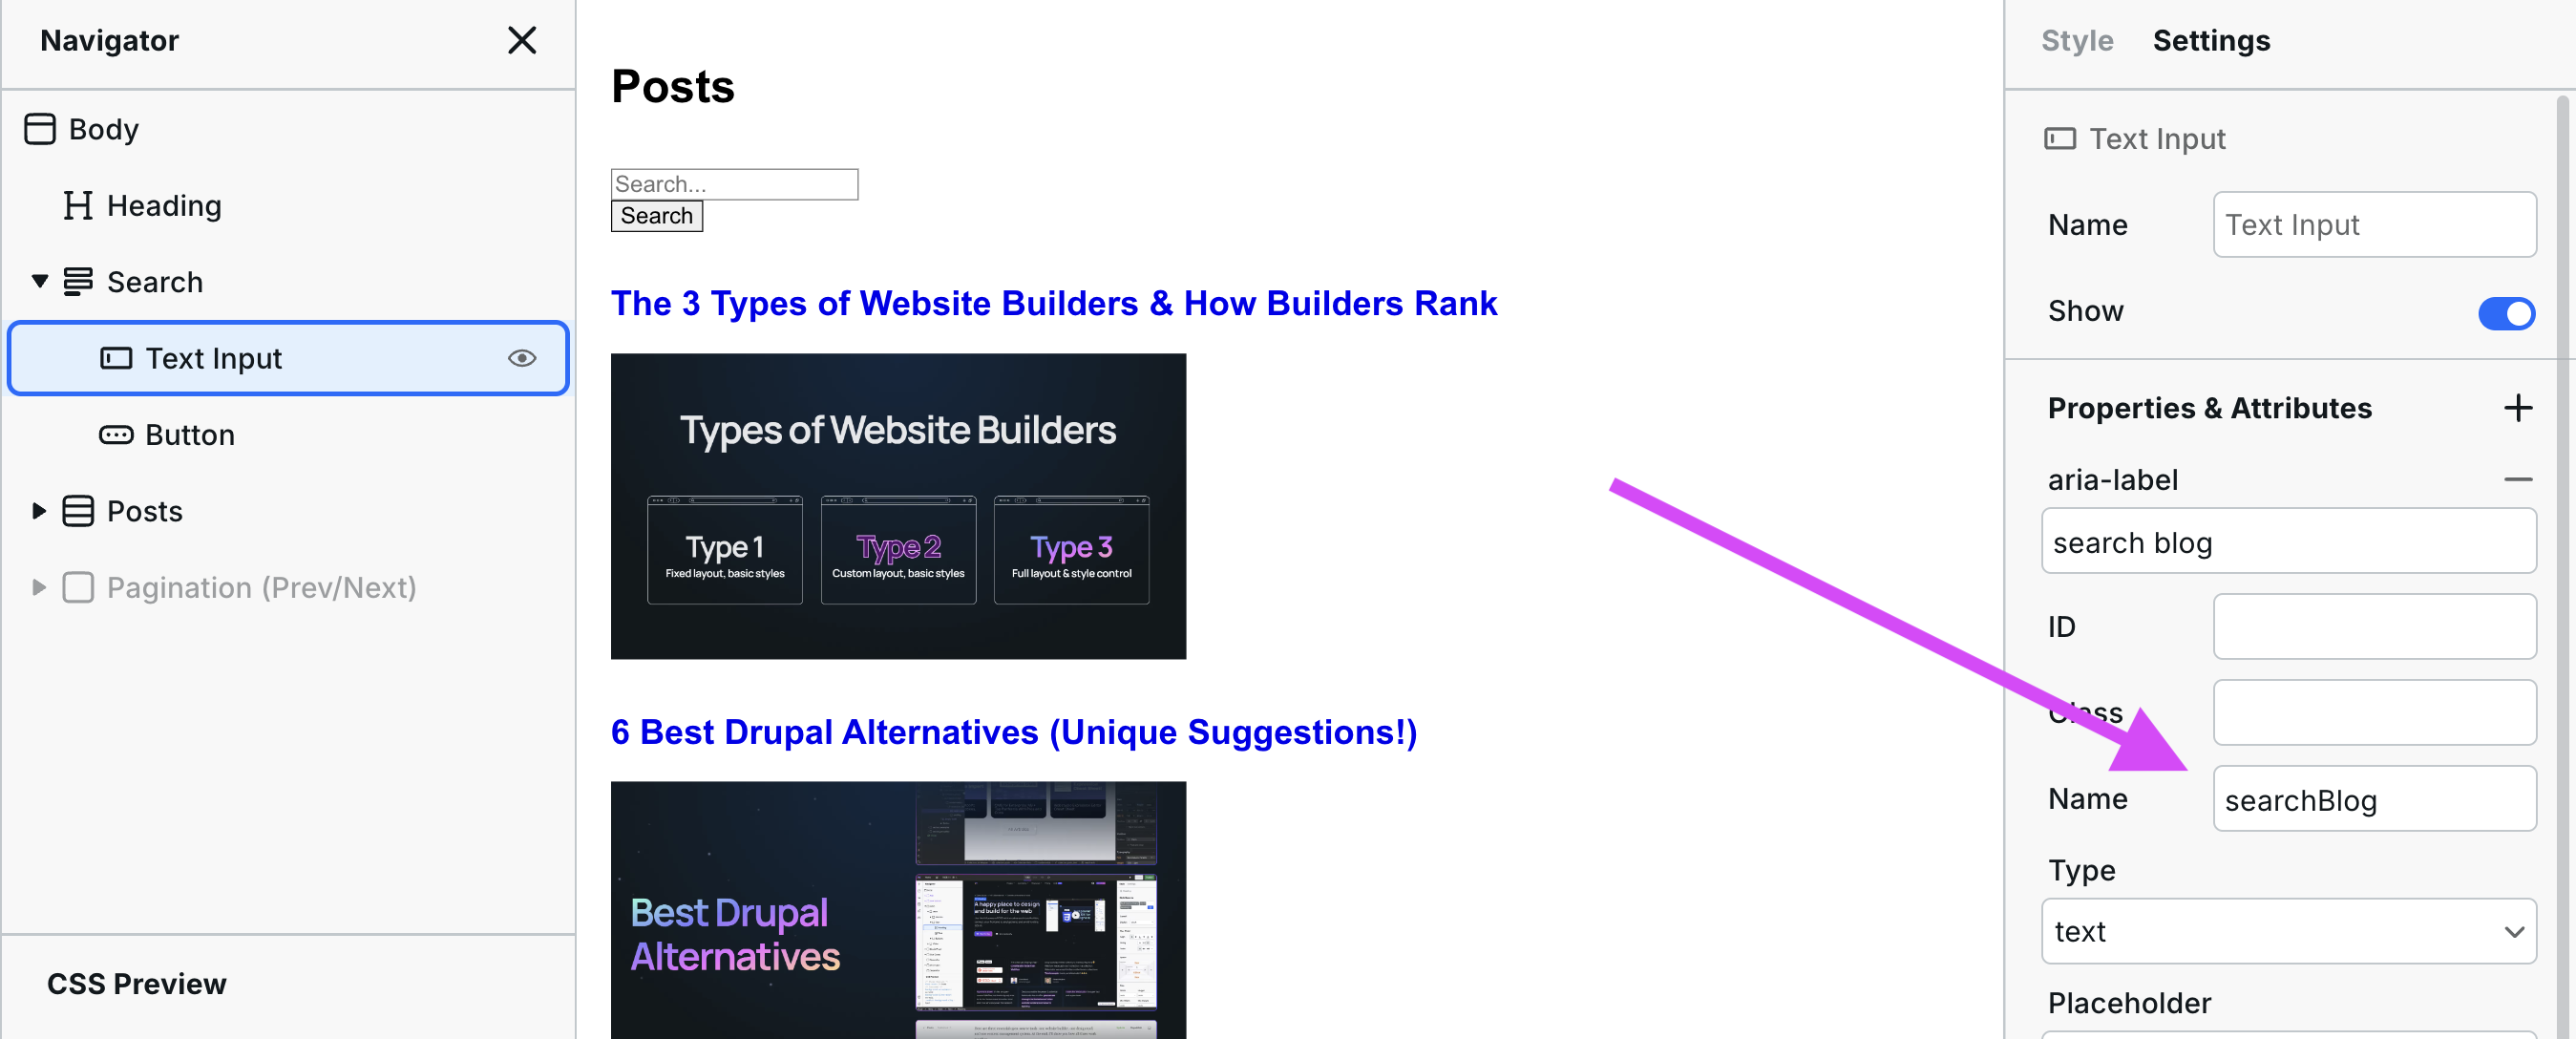 Navigator
Body
Heading
Search
Text Input
Button
Posts
Pagination (Prev/Next)
CSS Preview
Posts
Search...
Search
The 3 Types of Website Builders & How Builders Rank
Types of Website Builders
Type 1
Fixed layout, basic styles
Type 2
Custom layout, basic styles
Type 3
Full layout & style control
6 Best Drupal Alternatives (Unique Suggestions!)
Best Drupal
Alternatives
A happy place to design
and build for the web
Style
Settings
Text Input
Name
Text Input
Show
Properties & Attributes
aria-label
search blog
ID
Class
Name
searchBlog
Type
text
Placeholder